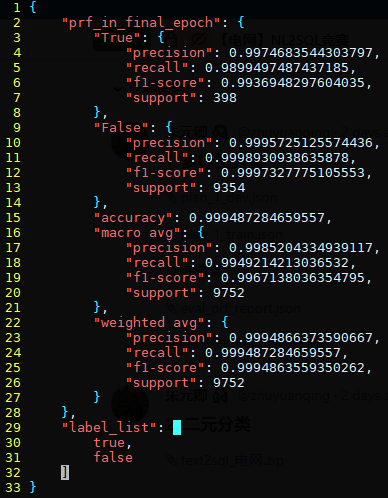 1 {
2     "prf_in_final_epoch": {
3         "True": {
4             "precision": 0.9974683544303797,
5             "recall": 0.9899497487437185,
6             "f1-score": 0.9936948297604035,
7             "support": 398
8         },
9         "False": {
10             "precision": 0.9995725125574436,
11             "recall": 0.9998930938635878,
12             "f1-score": 0.9997327775105553,
13             "support": 9354
14         },
15         "accuracy": 0.999487284659557,
16         "macro avg": {
17             "precision": 0.9985204334939117,
18             "recall": 0.9949214213036532,
19             "f1-score": 0.9967138036354795,
20             "support": 9752
21         },
22         "weighted avg": {
23             "precision": 0.9994866373590667,
24             "recall": 0.999487284659557,
25             "f1-score": 0.9994863559350262,
26             "support": 9752
27         }
28     },
29     "label_list": [
30         true,
31         false
32     ]
33 }
二元分类